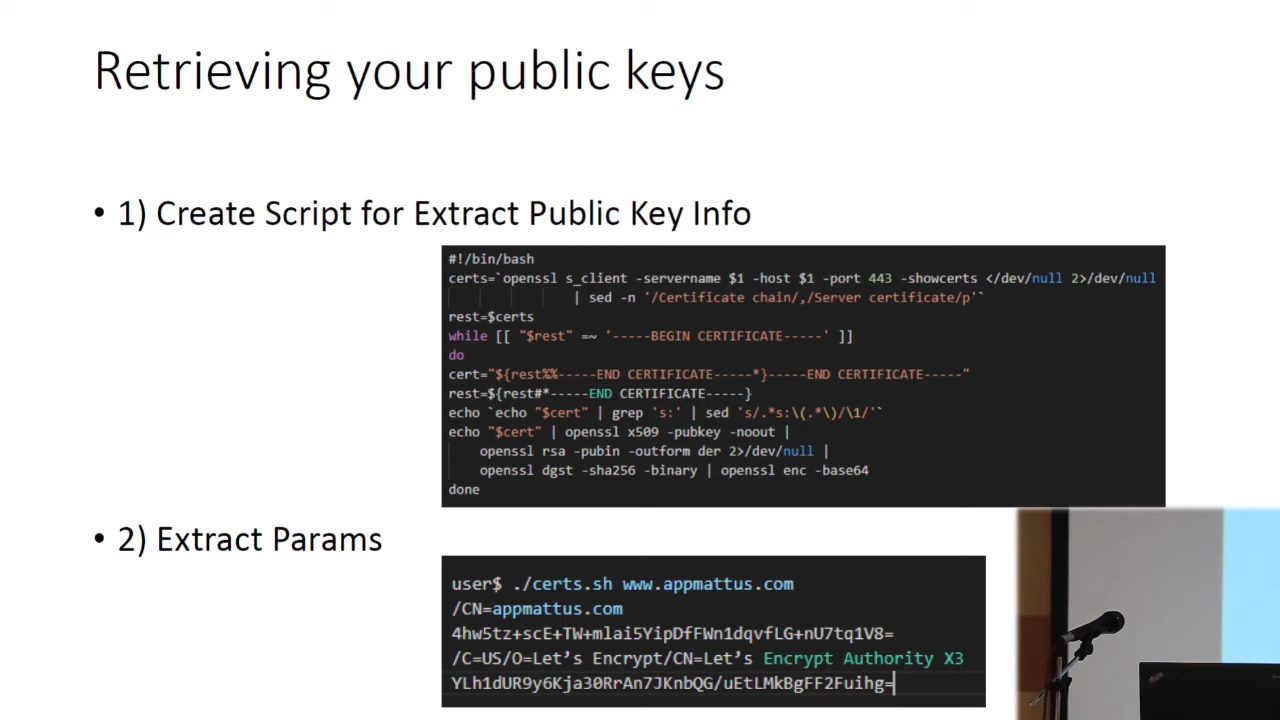 Retrieving your public keys
• 1) Create Script for Extract Public Key Info
#!/bin/bash
certs=`openssl s_client -servername $1 -host $1 -port 443 -showcerts </dev/null 2>/dev/null
| sed -n '/Certificate chain/,/Server certificate/p'`
rest=$certs
while [[ "$rest" =~ '-----BEGIN CERTIFICATE-----' ]]
do
cert="${rest%%-----END CERTIFICATE-----*}-----END CERTIFICATE-----"
rest=${rest#*-----END CERTIFICATE-----}
echo `echo "$cert" | grep 's:' | sed 's/.*s:\(.*\)/\1/'`
echo "$cert" | openssl x509 -pubkey -noout |
openssl rsa -pubin -outform der 2>/dev/null |
openssl dgst -sha256 -binary | openssl enc -base64
done
• 2) Extract Params
user$ ./certs.sh www.appmattus.com
/CN=appmattus.com
4hw5tz+scE+TW+mlai5YipDfFWn1dqvfLG+nU7tq1V8=
/C=US/O=Let’s Encrypt/CN=Let’s Encrypt Authority X3
YLh1dUR9y6Kja30RrAn7JKnbQG/uEtLMkBgFF2Fuihg=